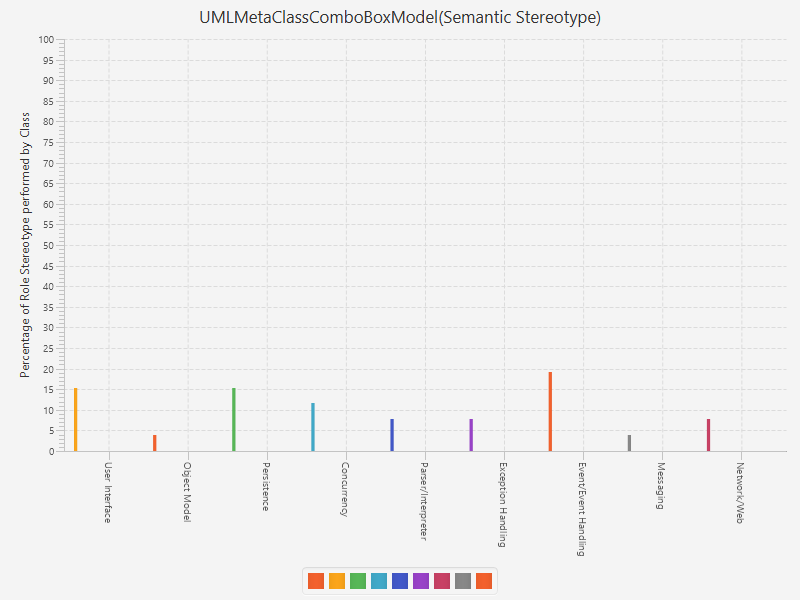 UMLMetaClassComboBoxModel(Semantic Stereotype)
Percentage of Role Stereotype performed by Class
100
95
90
85
80
75
70
65
60
55
50
45
40
35
30
25
20
15
10
5
0
User Interface
Object Model
Persistence
Concurrency
Parser/Interpreter
Exception Handling
Event/Event Handling
Messaging
Network/Web